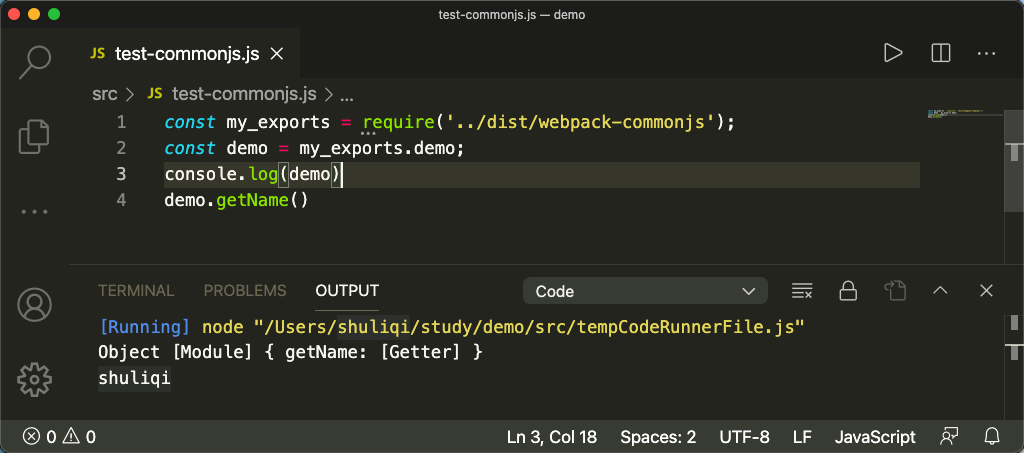 test-commonjs.js — demo
JS test-commonjs.js
src > JS test-commonjs.js > ...
1 const my_exports = require('../dist/webpack-commonjs');
2 const demo = my_exports.demo;
3 console.log(demo)
4 demo.getName()
TERMINAL PROBLEMS OUTPUT Code
[Running] node "/Users/shuliqi/study/demo/src/tempCodeRunnerFile.js"
Object [Module] { getName: [Getter] }
shuliqi
0 0 Ln 3, Col 18 Spaces: 2 UTF-8 LF JavaScript